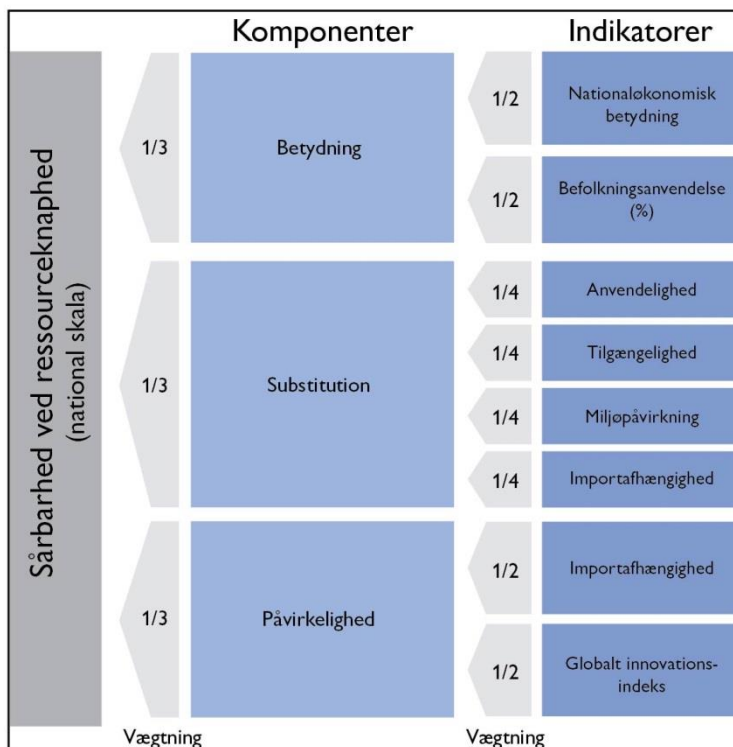 Komponenter
Indikatorer
Sårbarhed ved ressourceknaphed
(national skala)
1/3
Betydning
1/2
Nationaløkonomisk
betydning
1/2
Befolkningsanvendelse
(%)
1/3
Substitution
1/4
Anvendelighed
1/4
Tilgængelighed
1/4
Miljøpåvirkning
1/4
Importafhængighed
1/3
Påvirkelighed
1/2
Importafhængighed
1/2
Globalt innovations-
indeks
Vægtning
Vægtning